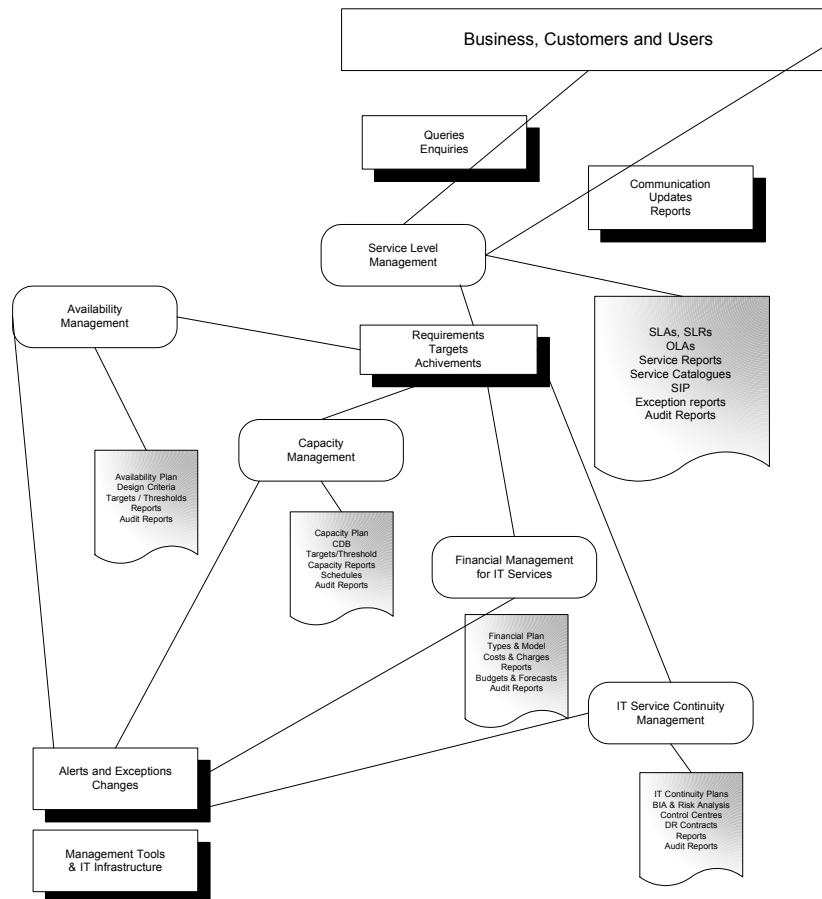 Business, Customers and Users
Queries
Enquiries
Communication
Updates
Reports
Service Level
Management
Availability
Management
Requirements
Targets
Achivements
SLAs, SLRs
OLAs
Service Reports
Service Catalogues
SIP
Exception reports
Audit Reports
Capacity
Management
Availability Plan
Design Criteria
Targets / Thresholds
Reports
Audit Reports
Capacity Plan
CDB
Targets/Threshold
Capacity Reports
Schedules
Audit Reports
Financial Management
for IT Services
Financial Plan
Types & Model
Costs & Charges
Reports
Budgets & Forecasts
Audit Reports
IT Service Continuity
Management
Alerts and Exceptions
Changes
IT Continuity Plans
BIA & Risk Analysis
Control Centres
DR Contracts
Reports
Audit Reports
Management Tools
& IT Infrastructure